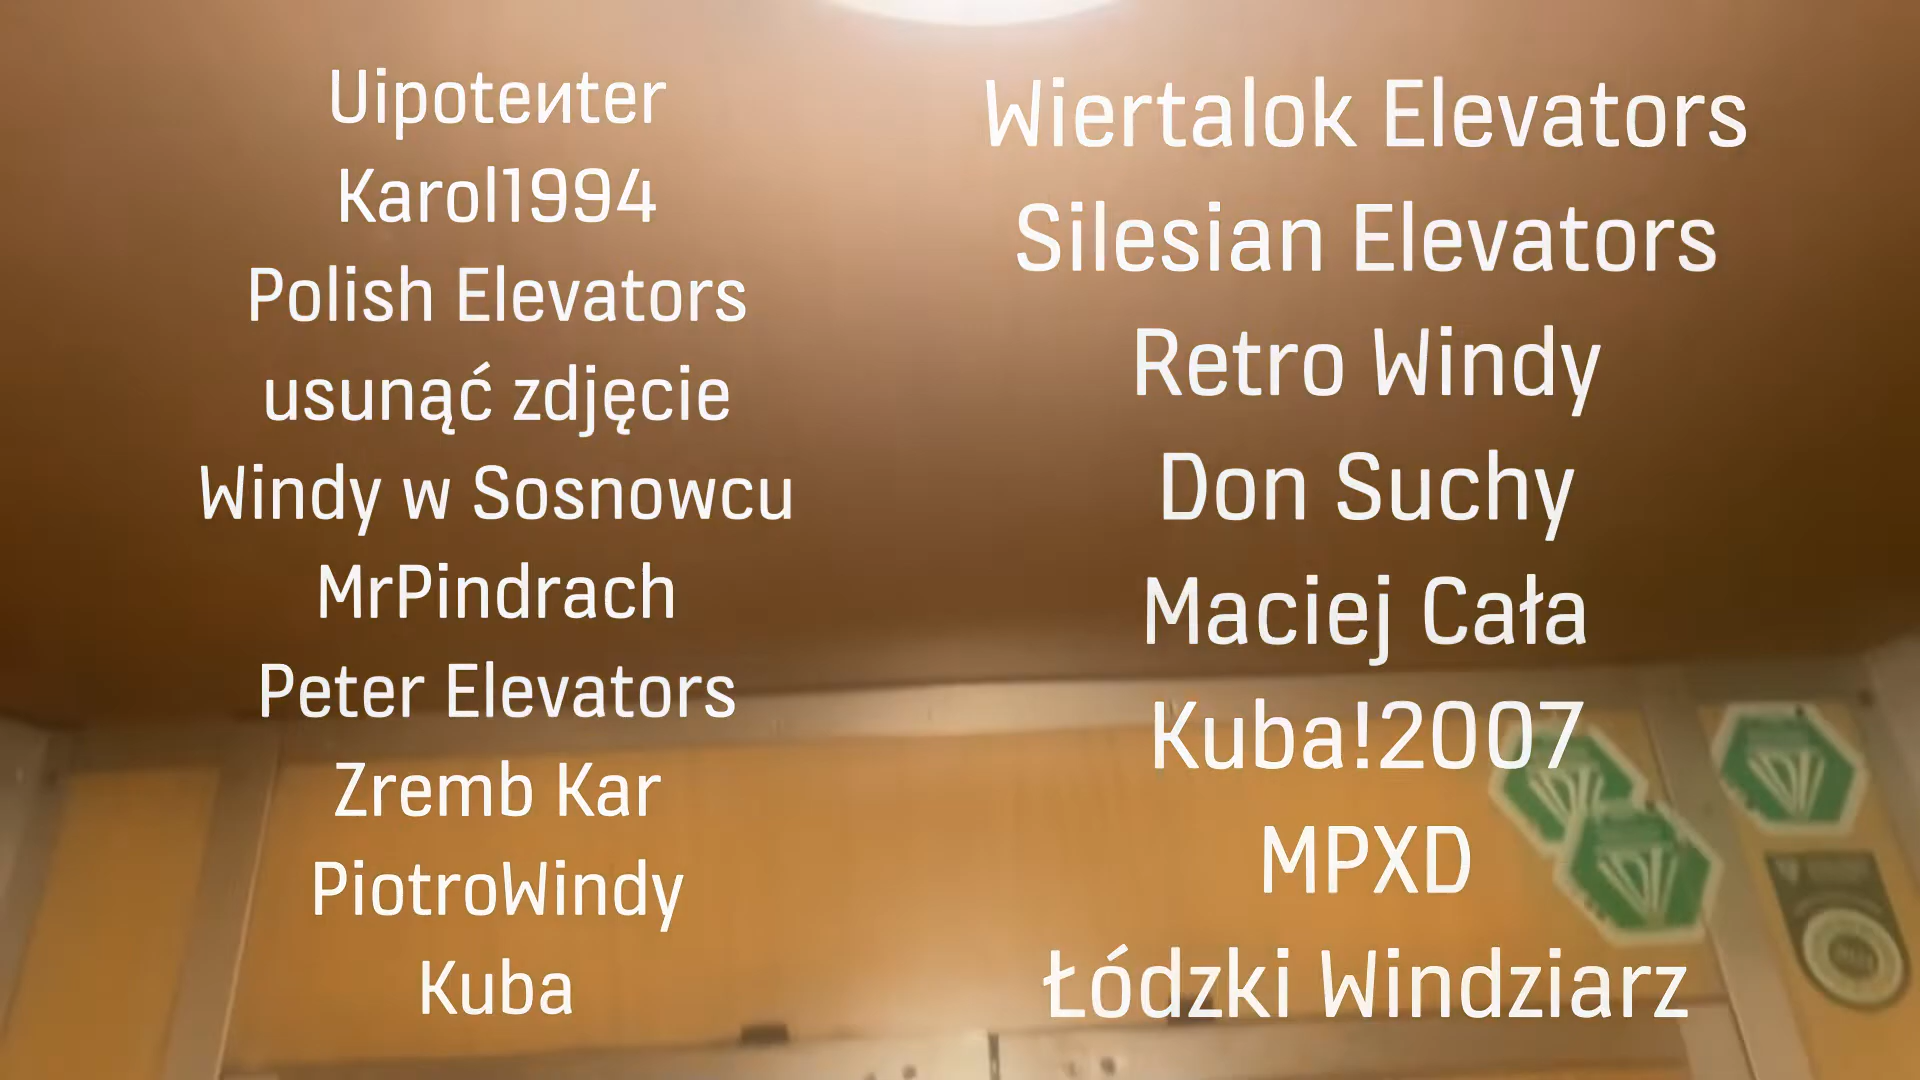 Uipoteиter
Karol1994
Polish Elevators
usunąć zdjęcie
Windy w Sosnowcu
MrPindrach
Peter Elevators
Zremb Kar
PiotroWindy
Kuba
Wiertalok Elevators
Silesian Elevators
Retro Windy
Don Suchy
Maciej Cała
Kuba!2007
MPXD
Łódzki Windziarz